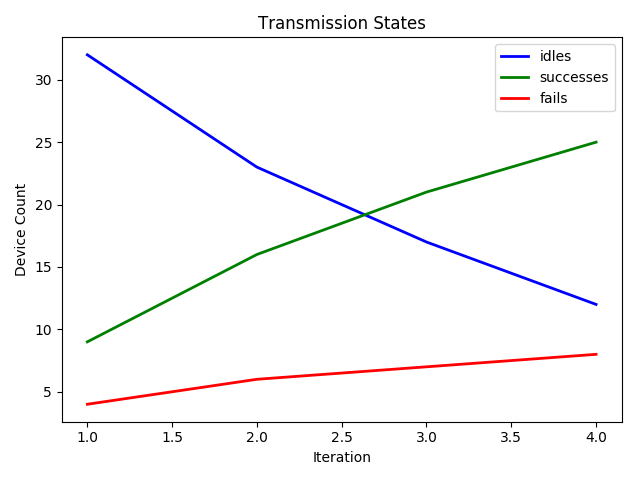 Transmission States
idles
successes
fails
Device Count
30
25
20
15
10
5
1.0 1.5 2.0 2.5 3.0 3.5 4.0
Iteration